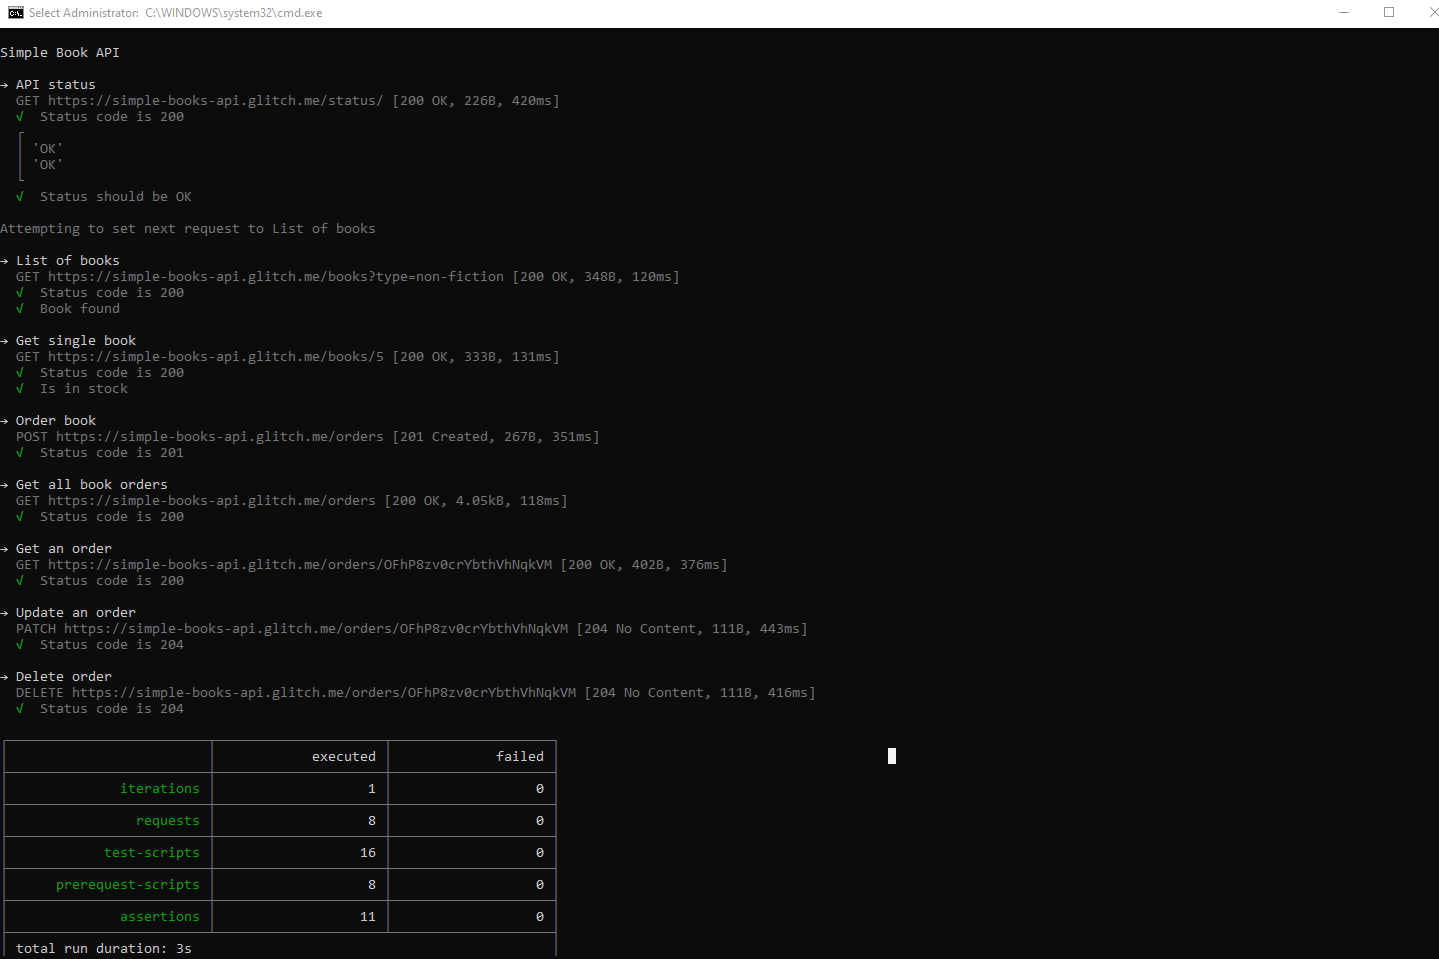 Select Administrator: C:\WINDOWS\system32\cmd.exe
Simple Book API
→ API status
GET https://simple-books-api.glitch.me/status/ [200 OK, 226B, 420ms]
√ Status code is 200
'OK'
'OK'
√ Status should be OK
Attempting to set next request to List of books
→ List of books
GET https://simple-books-api.glitch.me/books?type=non-fiction [200 OK, 348B, 120ms]
√ Status code is 200
√ Book found
→ Get single book
GET https://simple-books-api.glitch.me/books/5 [200 OK, 333B, 131ms]
√ Status code is 200
√ Is in stock
→ Order book
POST https://simple-books-api.glitch.me/orders [201 Created, 267B, 351ms]
√ Status code is 201
→ Get all book orders
GET https://simple-books-api.glitch.me/orders [200 OK, 4.05kB, 118ms]
√ Status code is 200
→ Get an order
GET https://simple-books-api.glitch.me/orders/OFhP8zv0crYbthVhNqkVM [200 OK, 402B, 376ms]
√ Status code is 200
→ Update an order
PATCH https://simple-books-api.glitch.me/orders/OFhP8zv0crYbthVhNqkVM [204 No Content, 111B, 443ms]
√ Status code is 204
→ Delete order
DELETE https://simple-books-api.glitch.me/orders/OFhP8zv0crYbthVhNqkVM [204 No Content, 111B, 416ms]
√ Status code is 204
executed failed
iterations 1 0
requests 8 0
test-scripts 16 0
prerequest-scripts 8 0
assertions 11 0
total run duration: 3s